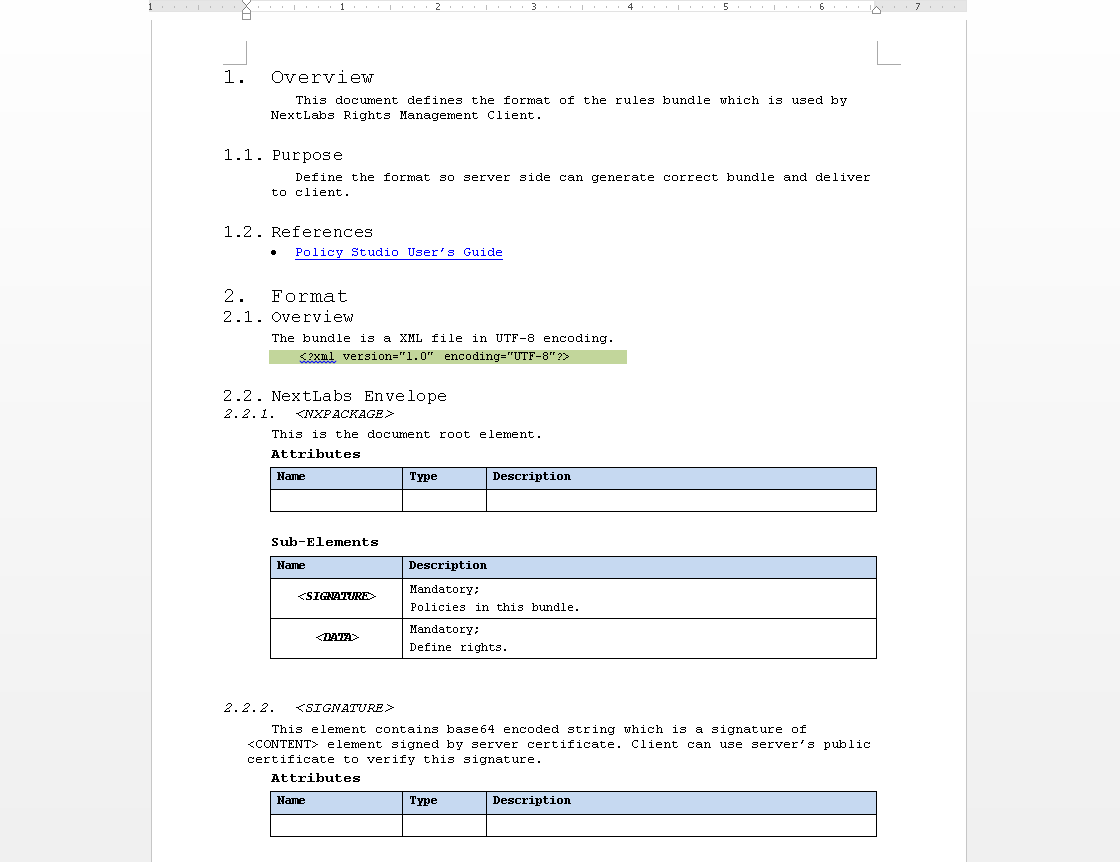 1 1 2 3 4 5 6 7
1. Overview
This document defines the format of the rules bundle which is used by
NextLabs Rights Management Client.
1.1. Purpose
Define the format so server side can generate correct bundle and deliver
to client.
1.2. References
• Policy Studio User's Guide
2. Format
2.1. Overview
The bundle is a XML file in UTF-8 encoding.
<?xml version="1.0" encoding="UTF-8"?>
2.2. NextLabs Envelope
2.2.1. <NXPACKAGE>
This is the document root element.
Attributes
Name Type Description
Sub-Elements
Name Description
<SIGNATURE> Mandatory;
Policies in this bundle.
<DATA> Mandatory;
Define rights.
2.2.2. <SIGNATURE>
This element contains base64 encoded string which is a signature of
<CONTENT> element signed by server certificate. Client can use server's public
certificate to verify this signature.
Attributes
Name Type Description